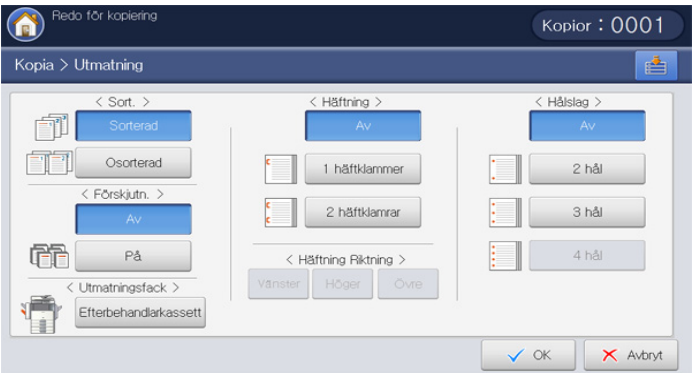 Redo för kopiering
Kopior : 0001
Kopia > Utmatning
< Sort. >
Sorterad
Osorterad
< Förskjutn. >
Av
På
< Utmatningsfack >
Efterbehandlarkassett
< Häftning >
Av
1 häftklammer
2 häftklamrar
< Häftning Riktning >
Vänster Höger Övre
< Hålslag >
Av
2 hål
3 hål
4 hål
OK Avbryt